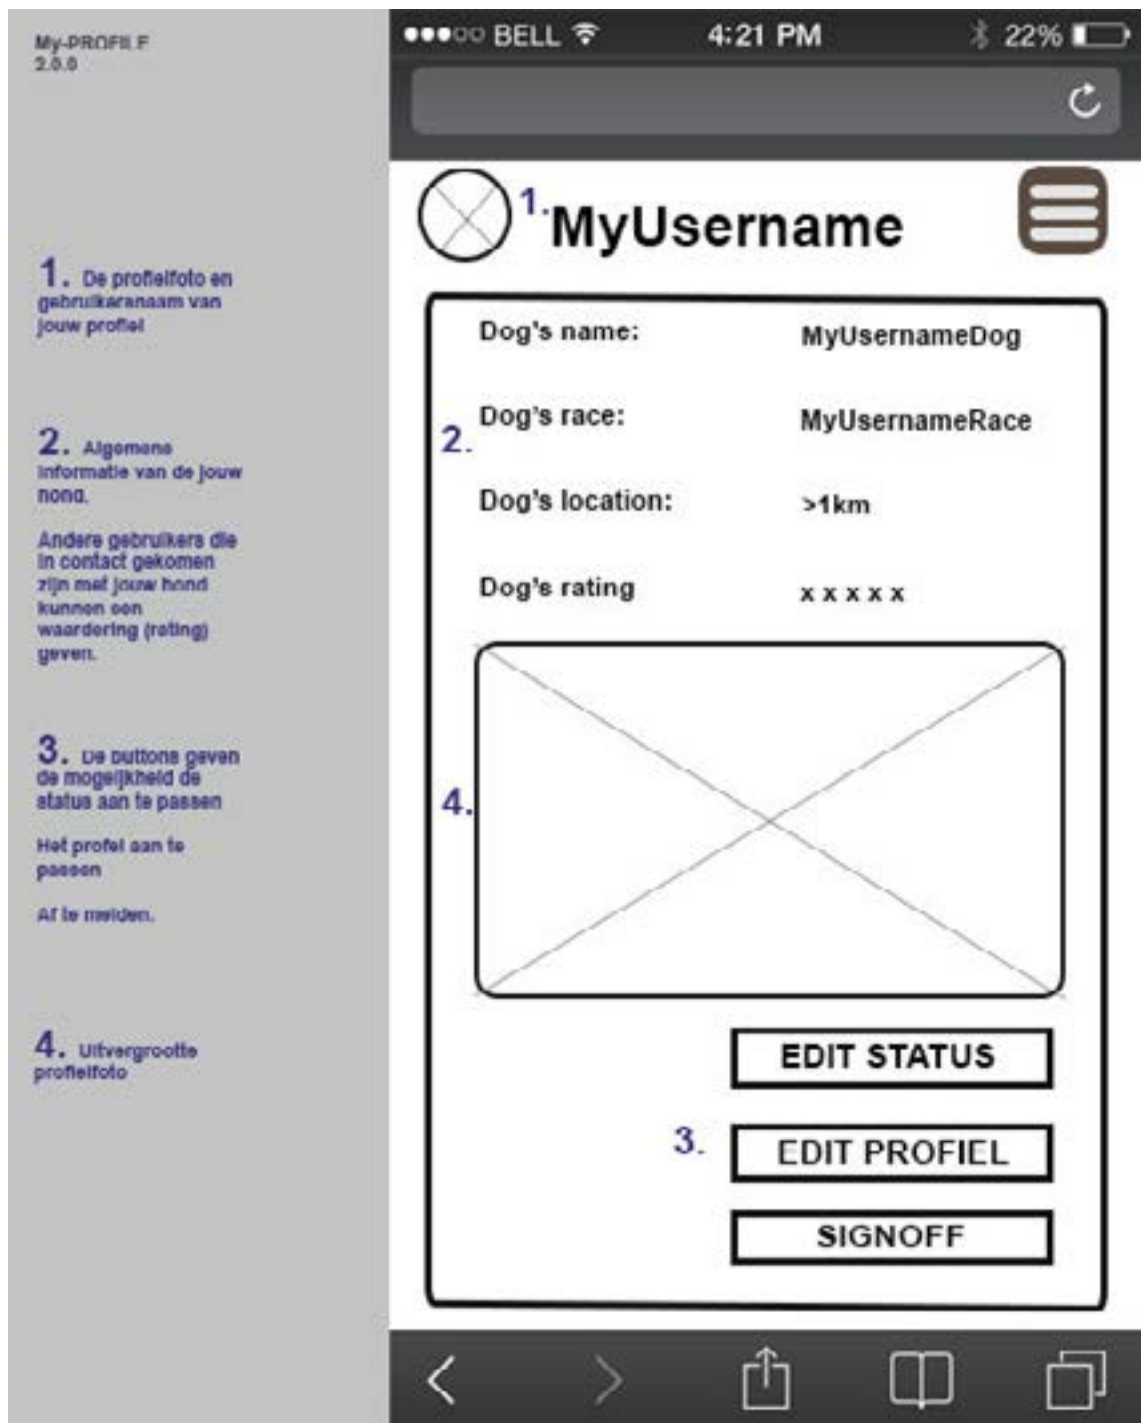 My-PROFILE
2.0.0
1. De profielfoto en
gebruikersnaam van
jouw profiel
2. Algemene
informatie van de jouw
hond.
Andere gebruikers die
in contact gekomen
zijn met jouw hond
kunnen een
waardering (rating)
geven.
3. De buttons geven
de mogelijkheid de
status aan te passen
Het profel aan te
passen
Af te melden.
4. Uitvergrootte
profielfoto
BELL 4:21 PM 22%
1. MyUsername
Dog's name: MyUsernameDog
Dog's race: MyUsernameRace
2.
Dog's location: >1km
Dog's rating x x x x x
4.
EDIT STATUS
3. EDIT PROFIEL
SIGNOFF